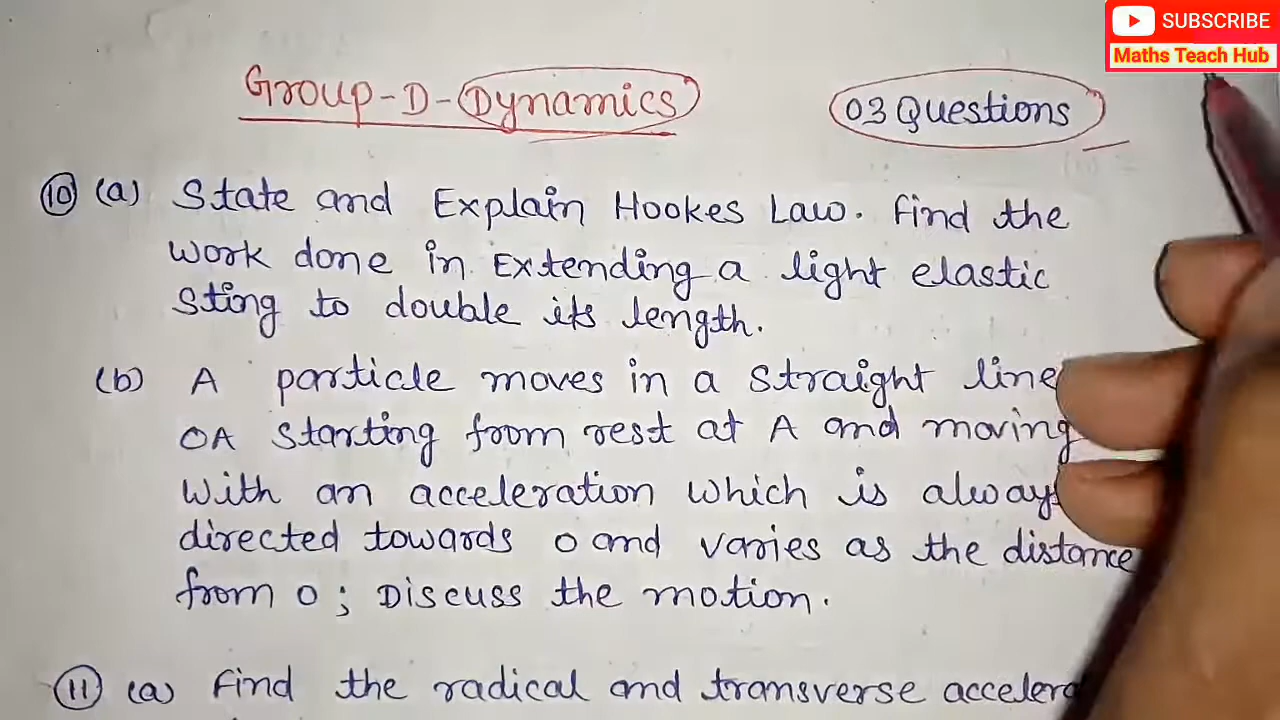 SUBSCRIBE
Maths Teach Hub
Group-D-Dynamics
03 Questions
10 (a) State and Explain Hookes Law. Find the
work done in Extending a light elastic
Sting to double its length.
(b) A particle moves in a straight line
OA starting from rest at A and moving
With an acceleration which is always
directed towards O and varies as the distance
from O ; Discuss the motion.
11 (a) Find the radical and transverse